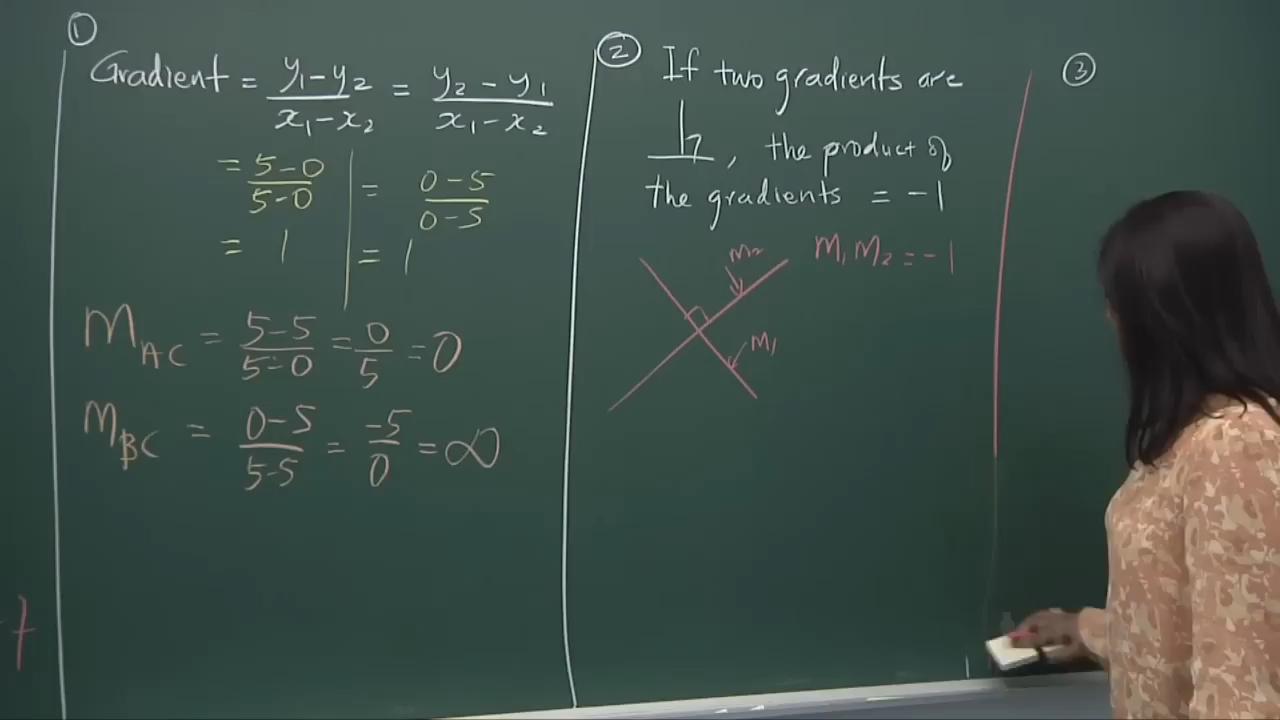 ①
Gradient = y₁-y₂/x₁-x₂ = y₂-y₁/x₁-x₂
= 5-0/5-0 = 0-5/0-5
= 1 = 1
M_AC = 5-5/5-0 = 0/5 = 0
M_BC = 0-5/5-5 = -5/0 = ∞
②
If two gradients are
, the product of
the gradients = -1
M₁M₂ = -1
M₂
M₁
③